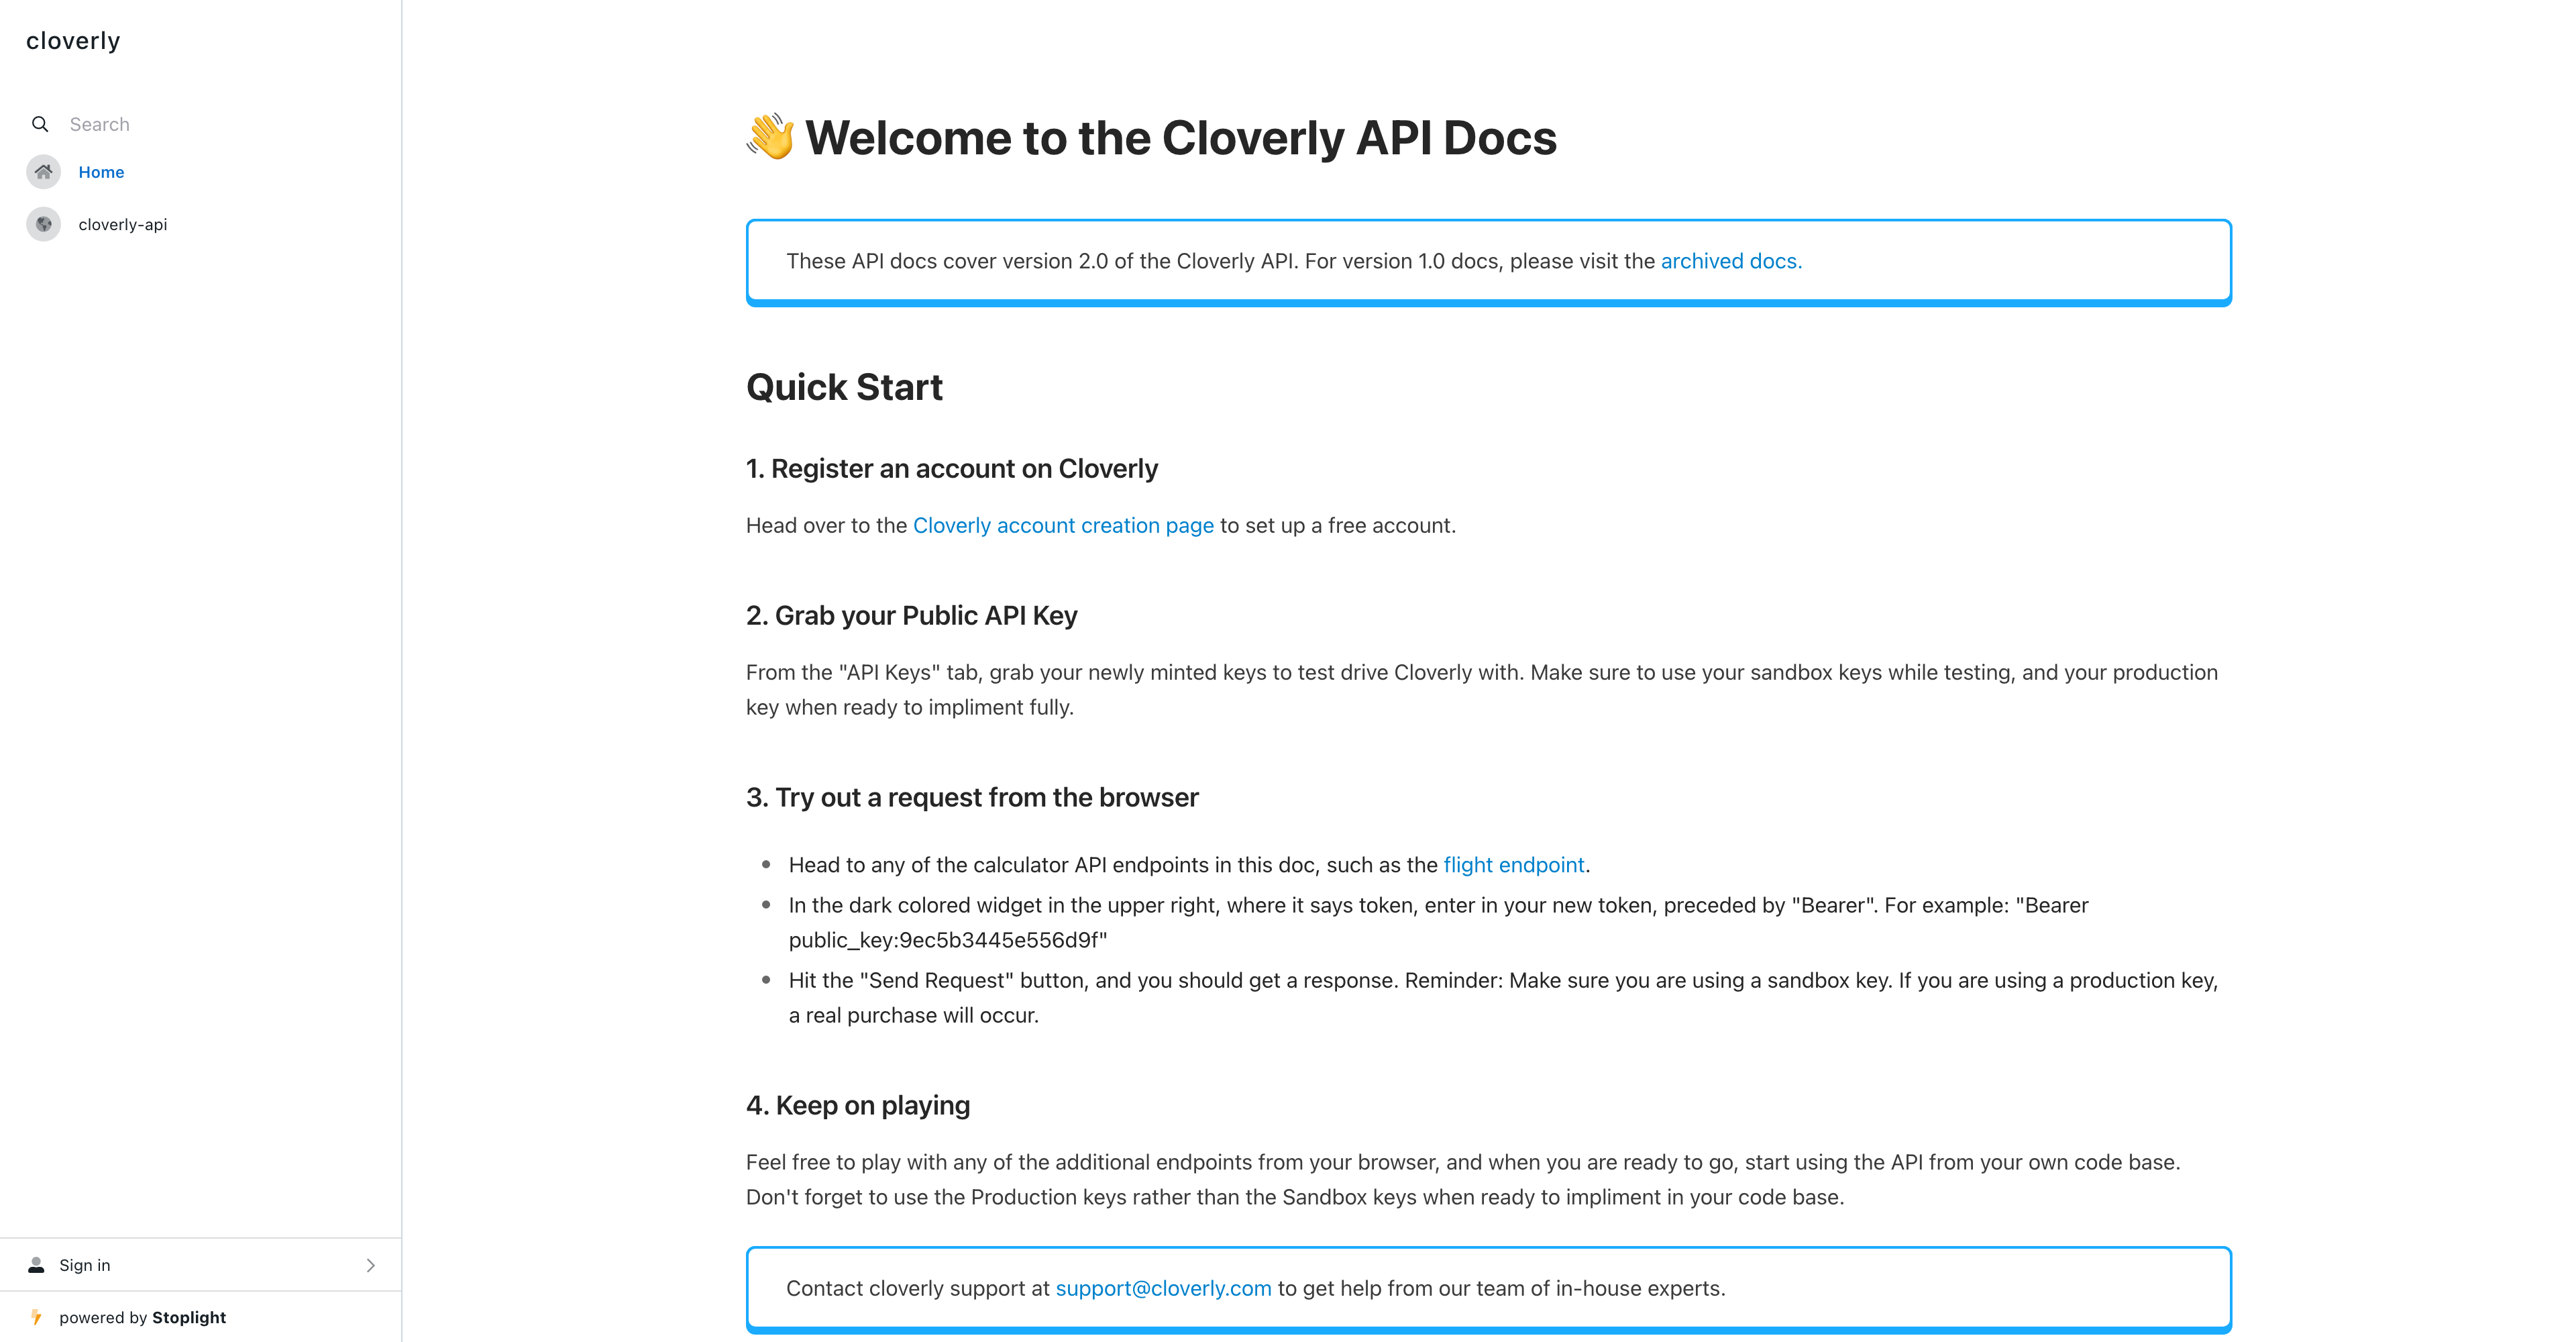 cloverly
Search
Home
cloverly-api
Sign in
powered by Stoplight
👋 Welcome to the Cloverly API Docs
These API docs cover version 2.0 of the Cloverly API. For version 1.0 docs, please visit the archived docs.
Quick Start
1. Register an account on Cloverly
Head over to the Cloverly account creation page to set up a free account.
2. Grab your Public API Key
From the "API Keys" tab, grab your newly minted keys to test drive Cloverly with. Make sure to use your sandbox keys while testing, and your production
key when ready to impliment fully.
3. Try out a request from the browser
• Head to any of the calculator API endpoints in this doc, such as the flight endpoint.
• In the dark colored widget in the upper right, where it says token, enter in your new token, preceded by "Bearer". For example: "Bearer
public_key:9ec5b3445e556d9f"
• Hit the "Send Request" button, and you should get a response. Reminder: Make sure you are using a sandbox key. If you are using a production key,
a real purchase will occur.
4. Keep on playing
Feel free to play with any of the additional endpoints from your browser, and when you are ready to go, start using the API from your own code base.
Don't forget to use the Production keys rather than the Sandbox keys when ready to impliment in your code base.
Contact cloverly support at support@cloverly.com to get help from our team of in-house experts.